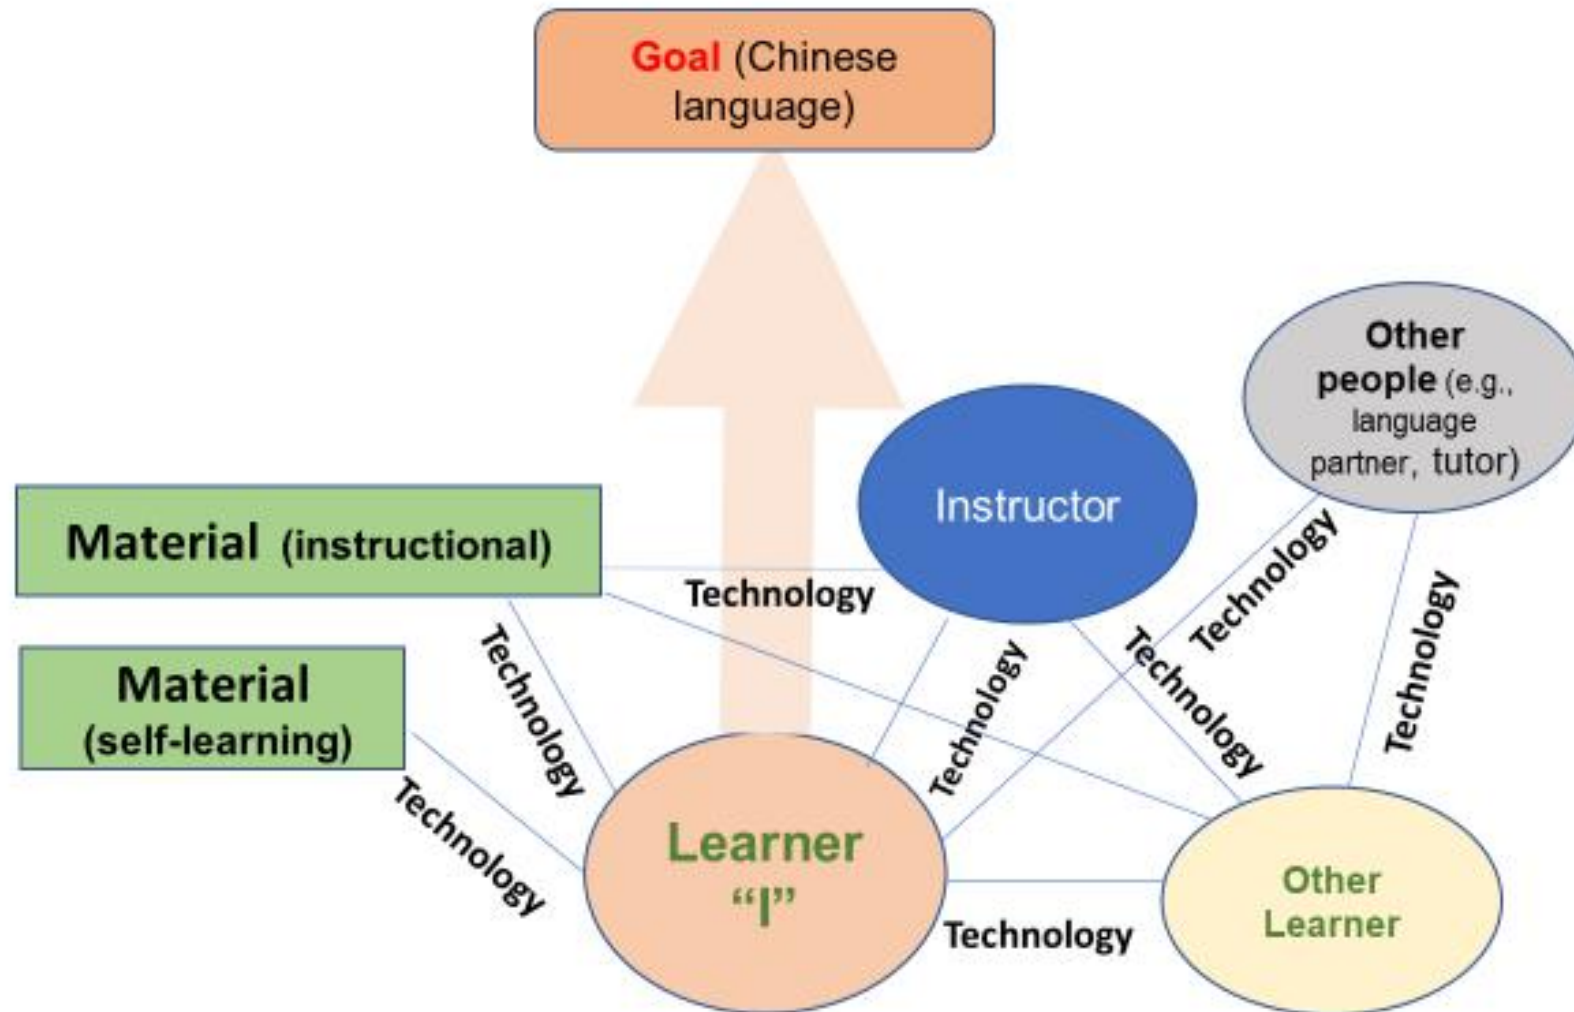 Goal (Chinese
language)
Other
people (e.g.,
language
partner, tutor)
Instructor
Material (instructional)
Technology
Technology
Technology
Technology
Technology
Technology
Material
(self-learning)
Technology
Learner
“I”
Other
Learner
Technology